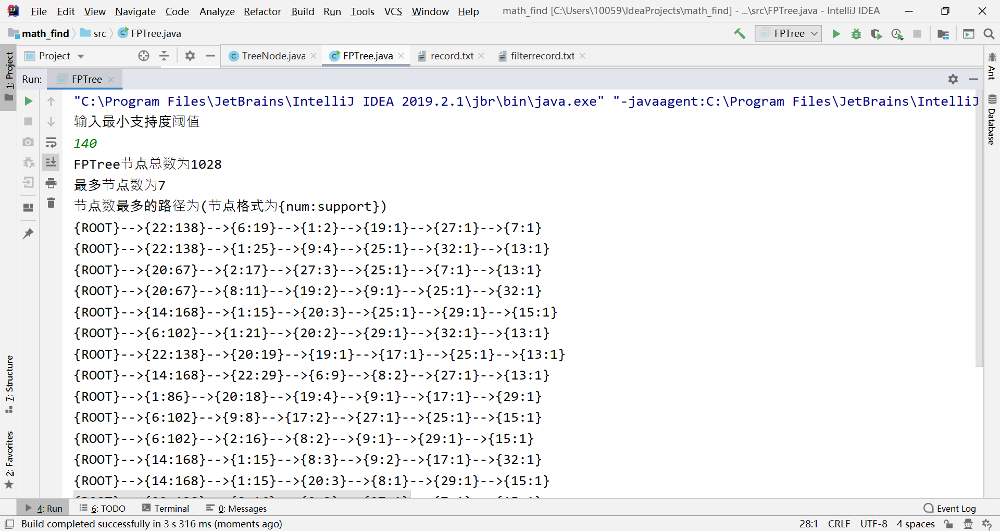 File Edit View Navigate Code Analyze Refactor Build Run Tools VCS Window Help math_find [C:\Users\10059\IdeaProjects\math_find] - ...\src\FPTree.java - IntelliJ IDEA
math_find src FPTree.java FPTree
Project TreeNode.java FPTree.java record.txt filterrecord.txt
Run: FPTree
1: Project
7: Structure
2: Favorites
Ant
Database
"C:\Program Files\JetBrains\IntelliJ IDEA 2019.2.1\jbr\bin\java.exe" "-javaagent:C:\Program Files\JetBrains\IntelliJ
输入最小支持度阈值
140
FPTree节点总数为1028
最多节点数为7
节点数最多的路径为(节点格式为{num:support})
{ROOT}-->{22:138}-->{6:19}-->{1:2}-->{19:1}-->{27:1}-->{7:1}
{ROOT}-->{22:138}-->{1:25}-->{9:4}-->{25:1}-->{32:1}-->{13:1}
{ROOT}-->{20:67}-->{2:17}-->{27:3}-->{25:1}-->{7:1}-->{13:1}
{ROOT}-->{20:67}-->{8:11}-->{19:2}-->{9:1}-->{25:1}-->{32:1}
{ROOT}-->{14:168}-->{1:15}-->{20:3}-->{25:1}-->{29:1}-->{15:1}
{ROOT}-->{6:102}-->{1:21}-->{20:2}-->{29:1}-->{32:1}-->{13:1}
{ROOT}-->{22:138}-->{20:19}-->{19:1}-->{17:1}-->{25:1}-->{13:1}
{ROOT}-->{14:168}-->{22:29}-->{6:9}-->{8:2}-->{27:1}-->{13:1}
{ROOT}-->{1:86}-->{20:18}-->{19:4}-->{9:1}-->{17:1}-->{29:1}
{ROOT}-->{6:102}-->{9:8}-->{17:2}-->{27:1}-->{25:1}-->{15:1}
{ROOT}-->{6:102}-->{2:16}-->{8:2}-->{9:1}-->{29:1}-->{15:1}
{ROOT}-->{14:168}-->{1:15}-->{8:3}-->{9:2}-->{17:1}-->{32:1}
{ROOT}-->{14:168}-->{1:15}-->{20:3}-->{8:1}-->{29:1}-->{15:1}
4: Run 6: TODO Terminal 0: Messages Event Log
Build completed successfully in 3 s 316 ms (moments ago) 28:1 CRLF UTF-8 4 spaces